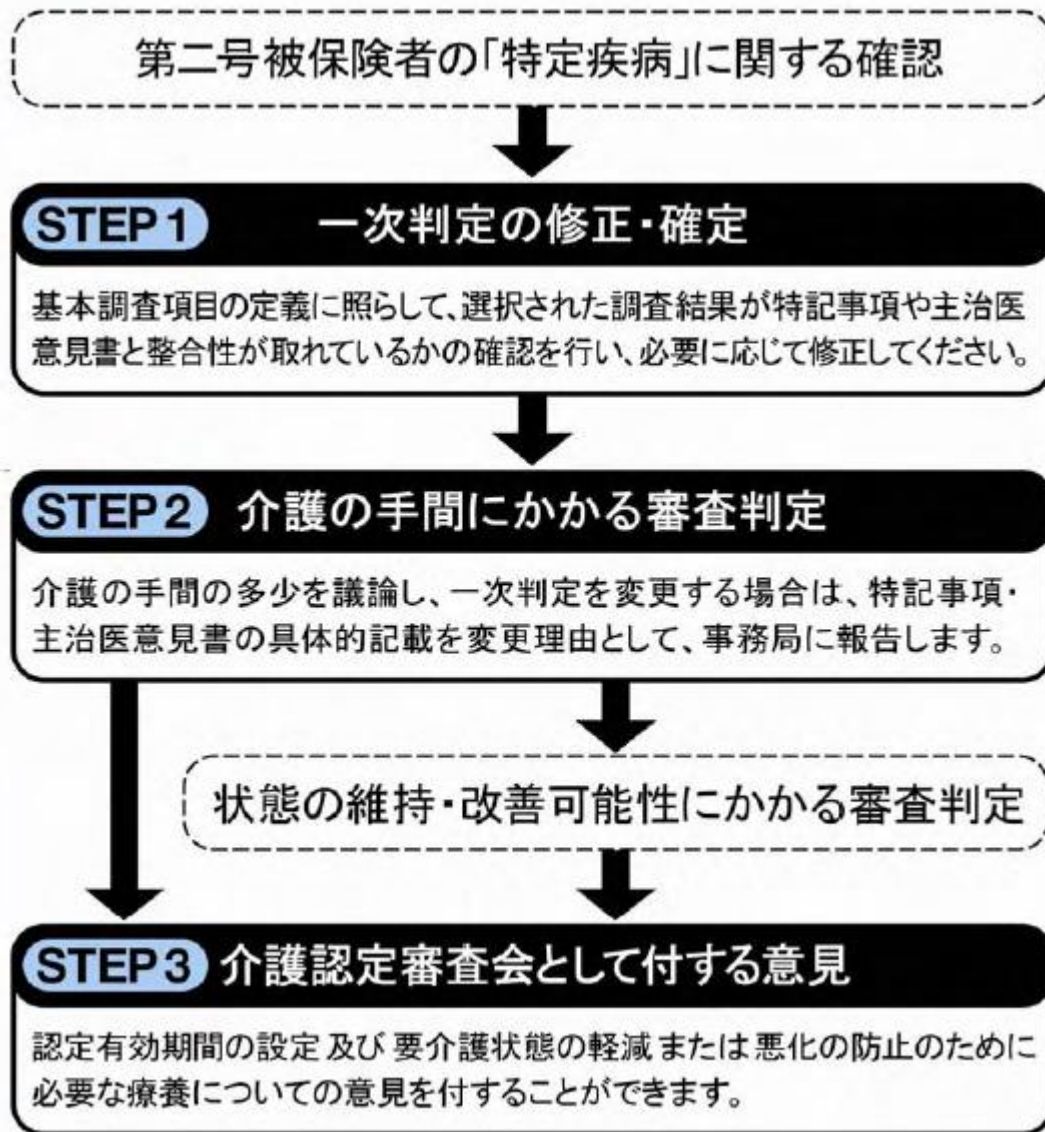 第二号被保険者の「特定疾病」に関する確認
STEP1 一次判定の修正・確定
基本調査項目の定義に照らして、選択された調査結果が特記事項や主治医
意見書と整合性が取れているかの確認を行い、必要に応じて修正してください。
STEP2 介護の手間にかかる審査判定
介護の手間の多少を議論し、一次判定を変更する場合は、特記事項・
主治医意見書の具体的記載を変更理由として、事務局に報告します。
状態の維持・改善可能性にかかる審査判定
STEP3 介護認定審査会として付する意見
認定有効期間の設定及び要介護状態の軽減または悪化の防止のために
必要な療養についての意見を付することができます。